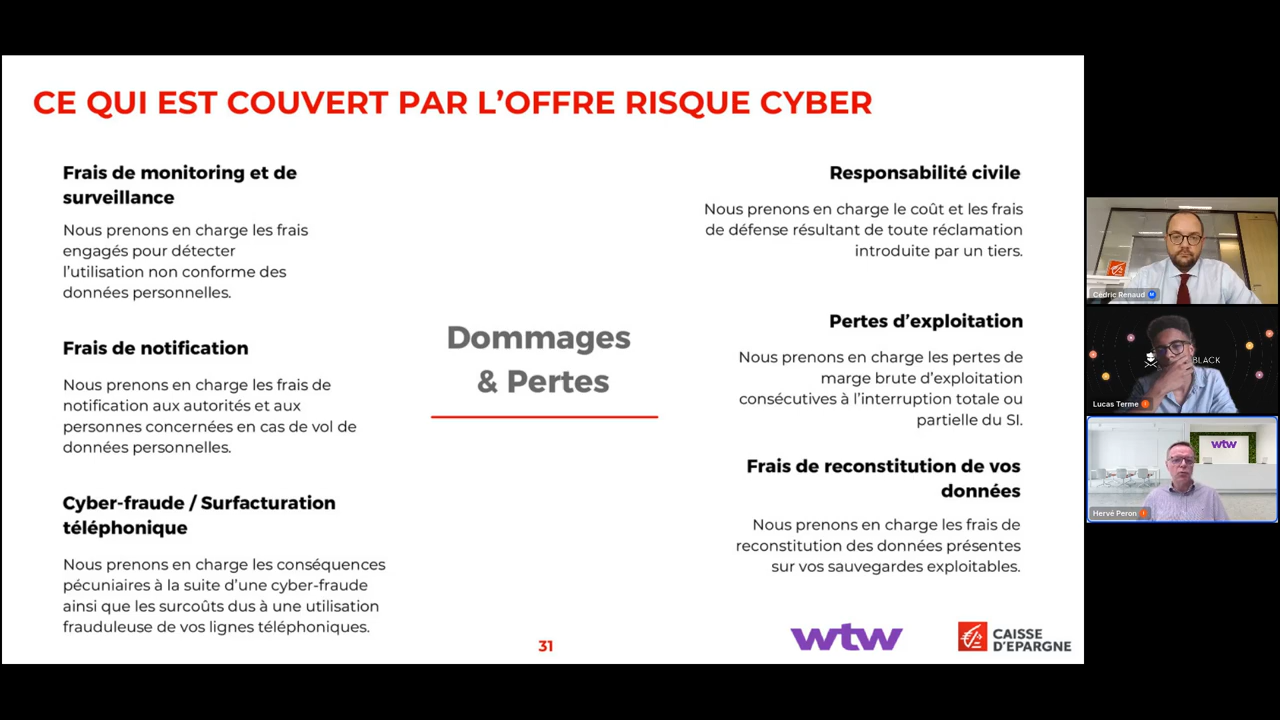 CE QUI EST COUVERT PAR L’OFFRE RISQUE CYBER
Frais de monitoring et de
surveillance
Nous prenons en charge les frais
engagés pour détecter
l’utilisation non conforme des
données personnelles.
Frais de notification
Nous prenons en charge les frais de
notification aux autorités et aux
personnes concernées en cas de vol de
données personnelles.
Cyber-fraude / Surfacturation
téléphonique
Nous prenons en charge les conséquences
pécuniaires à la suite d’une cyber-fraude
ainsi que les surcoûts dus à une utilisation
frauduleuse de vos lignes téléphoniques.
Dommages
& Pertes
Responsabilité civile
Nous prenons en charge le coût et les frais
de défense résultant de toute réclamation
introduite par un tiers.
Pertes d’exploitation
Nous prenons en charge les pertes de
marge brute d’exploitation
consécutives à l’interruption totale ou
partielle du SI.
Frais de reconstitution de vos
données
Nous prenons en charge les frais de
reconstitution des données présentes
sur vos sauvegardes exploitables.
31
wtw
CAISSE
D’EPARGNE
Cédric Renaud
BLACK
Lucas Terme
wtw
Hervé Peron